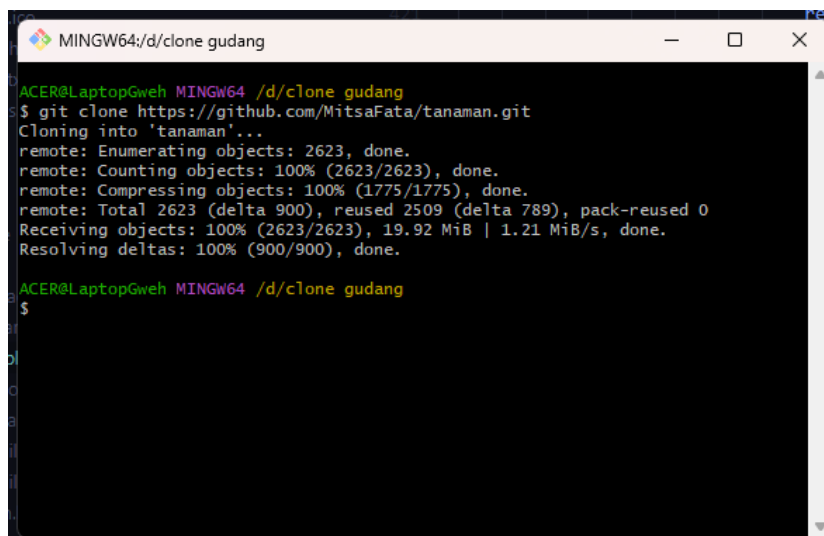 MINGW64:/d/clone gudang
ACER@LaptopGweh MINGW64 /d/clone gudang
$ git clone https://github.com/MitsaFata/tanaman.git
Cloning into 'tanaman'...
remote: Enumerating objects: 2623, done.
remote: Counting objects: 100% (2623/2623), done.
remote: Compressing objects: 100% (1775/1775), done.
remote: Total 2623 (delta 900), reused 2509 (delta 789), pack-reused 0
Receiving objects: 100% (2623/2623), 19.92 MiB | 1.21 MiB/s, done.
Resolving deltas: 100% (900/900), done.
ACER@LaptopGweh MINGW64 /d/clone gudang
$